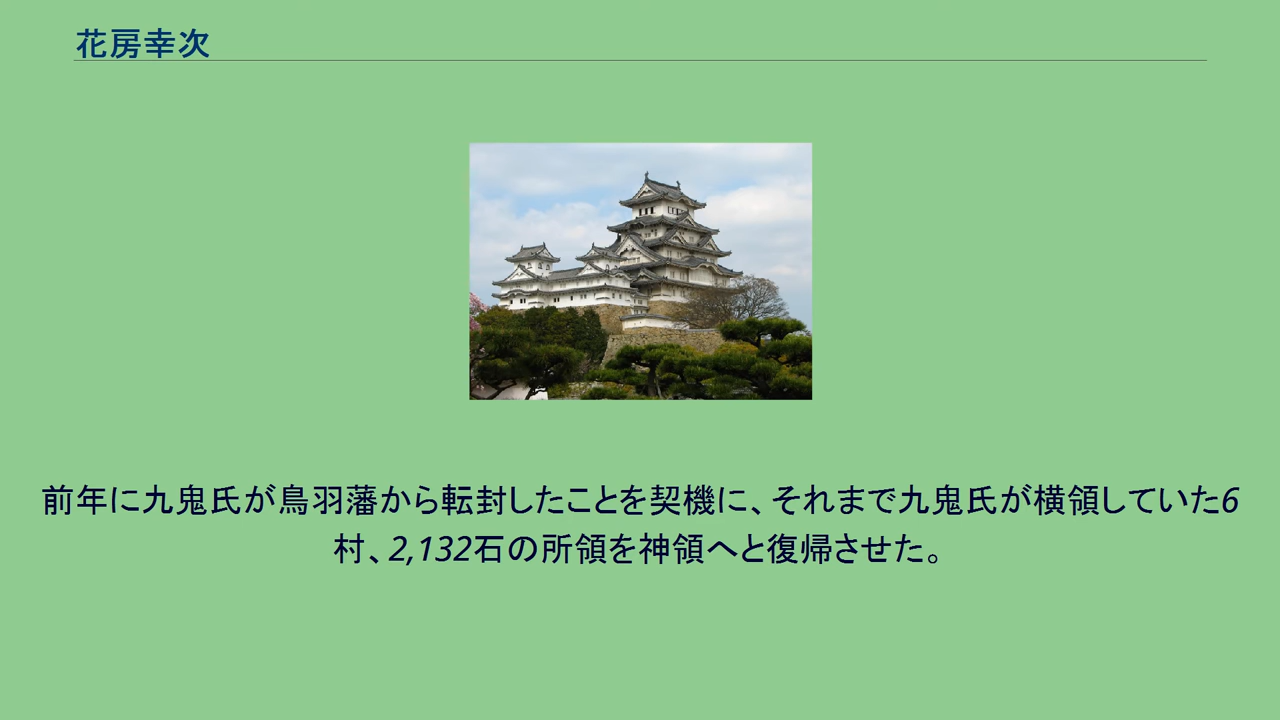 花房幸次
前年に九鬼氏が鳥羽藩から転封したことを契機に、それまで九鬼氏が横領していた6
村、2,132石の所領を神領へと復帰させた。